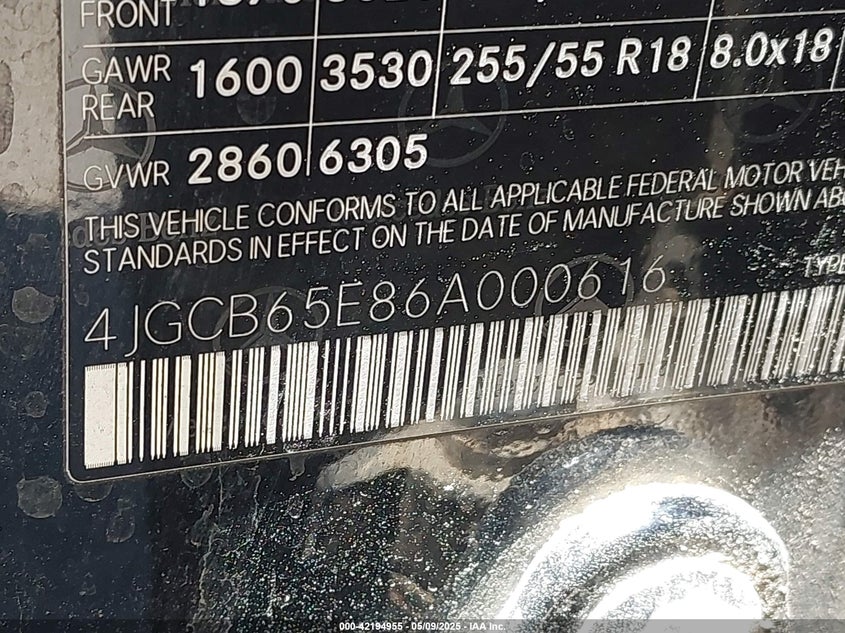 FRONT
GAWR REAR 1600 3530 255/55 R18 8.0x18
GVWR 2860 6305
THIS VEHICLE CONFORMS TO ALL APPLICABLE FEDERAL MOTOR VEH
STANDARDS IN EFFECT ON THE DATE OF MANUFACTURE SHOWN ABO
4JGCB65E86A000616
TYPE
000-42194955 - 05/09/2025 - IAA Inc.